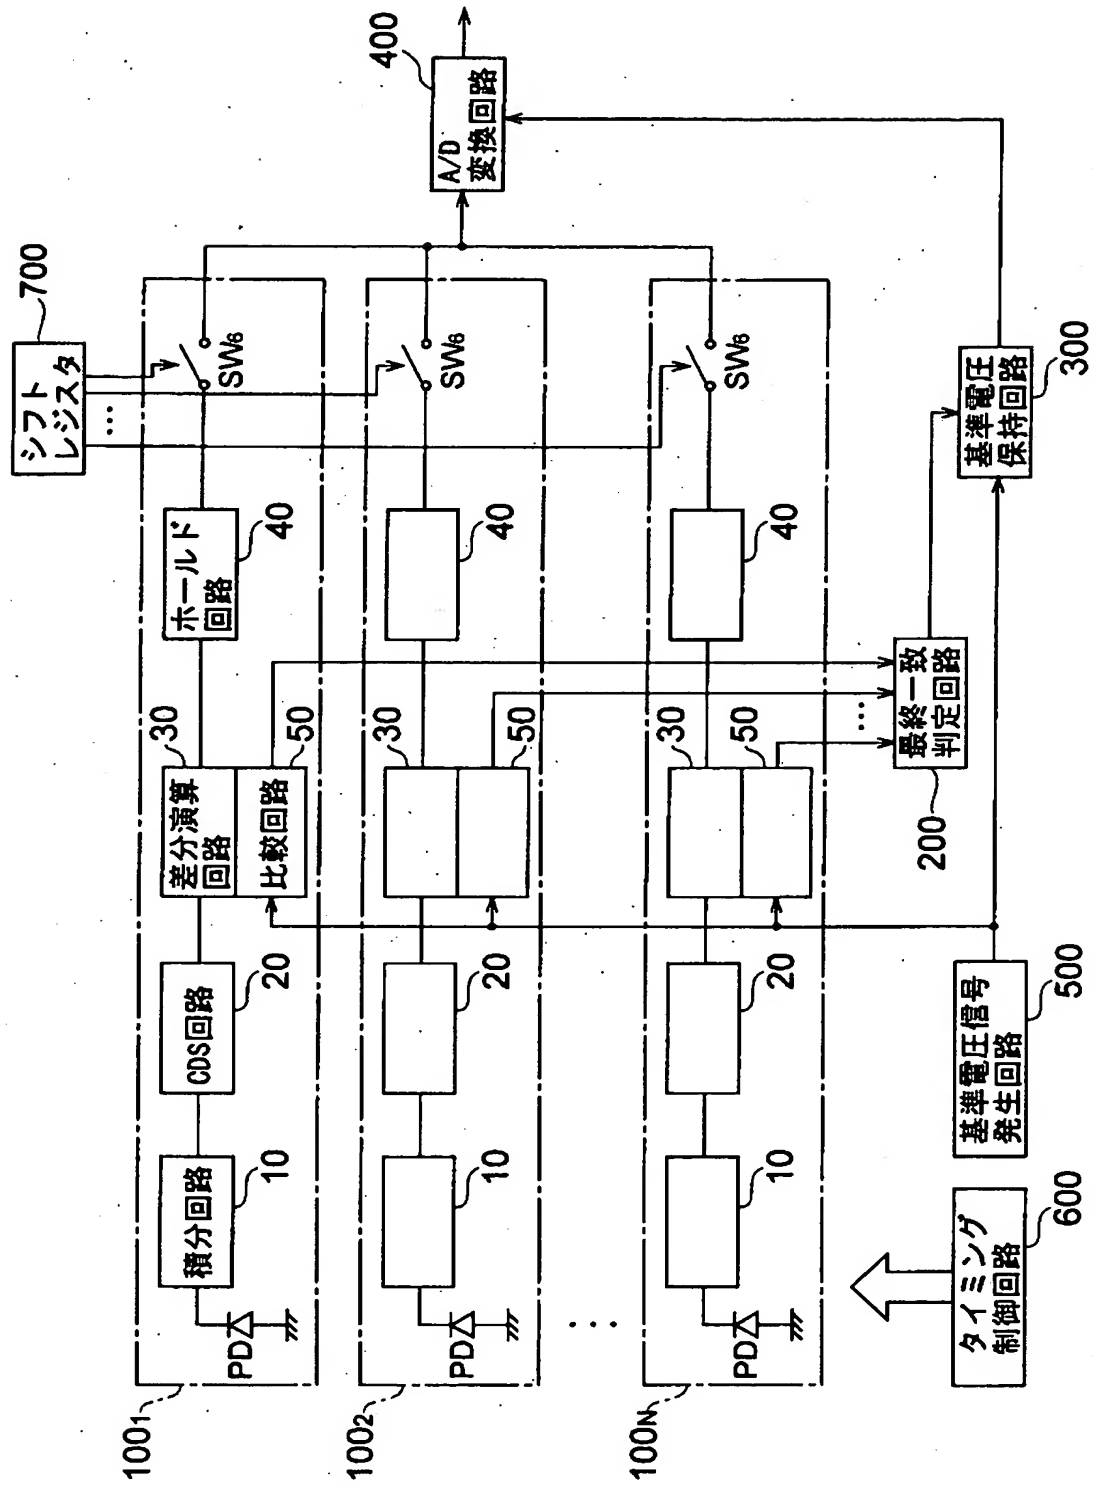 シフト
レジスタ
700
A/D
変換回路
400
100₁
PD
積分回路
10
CDS回路
20
差分演算
回路
30
比較回路
50
ホールド
回路
40
SW₆
...
100₂
PD
10
20
30
50
40
SW₆
...
100N
PD
10
20
30
50
40
SW₆
...
最終一致
判定回路
200
基準電圧
保持回路
300
基準電圧信号
発生回路
500
タイミング
制御回路
600